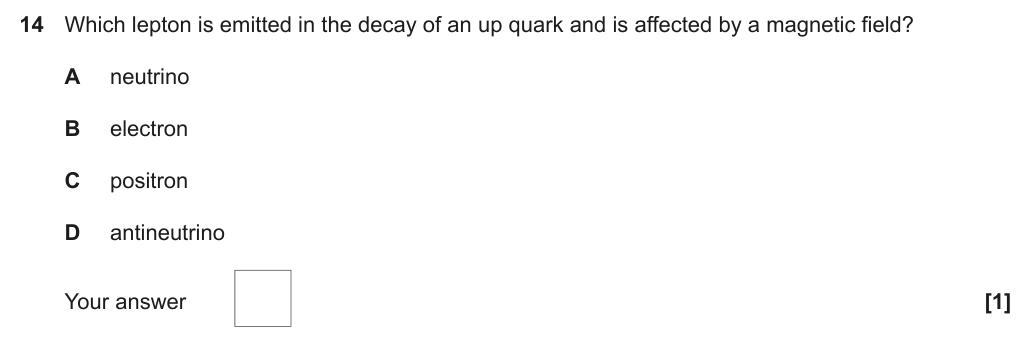 14 Which lepton is emitted in the decay of an up quark and is affected by a magnetic field?
A neutrino
B electron
C positron
D antineutrino
Your answer [1]